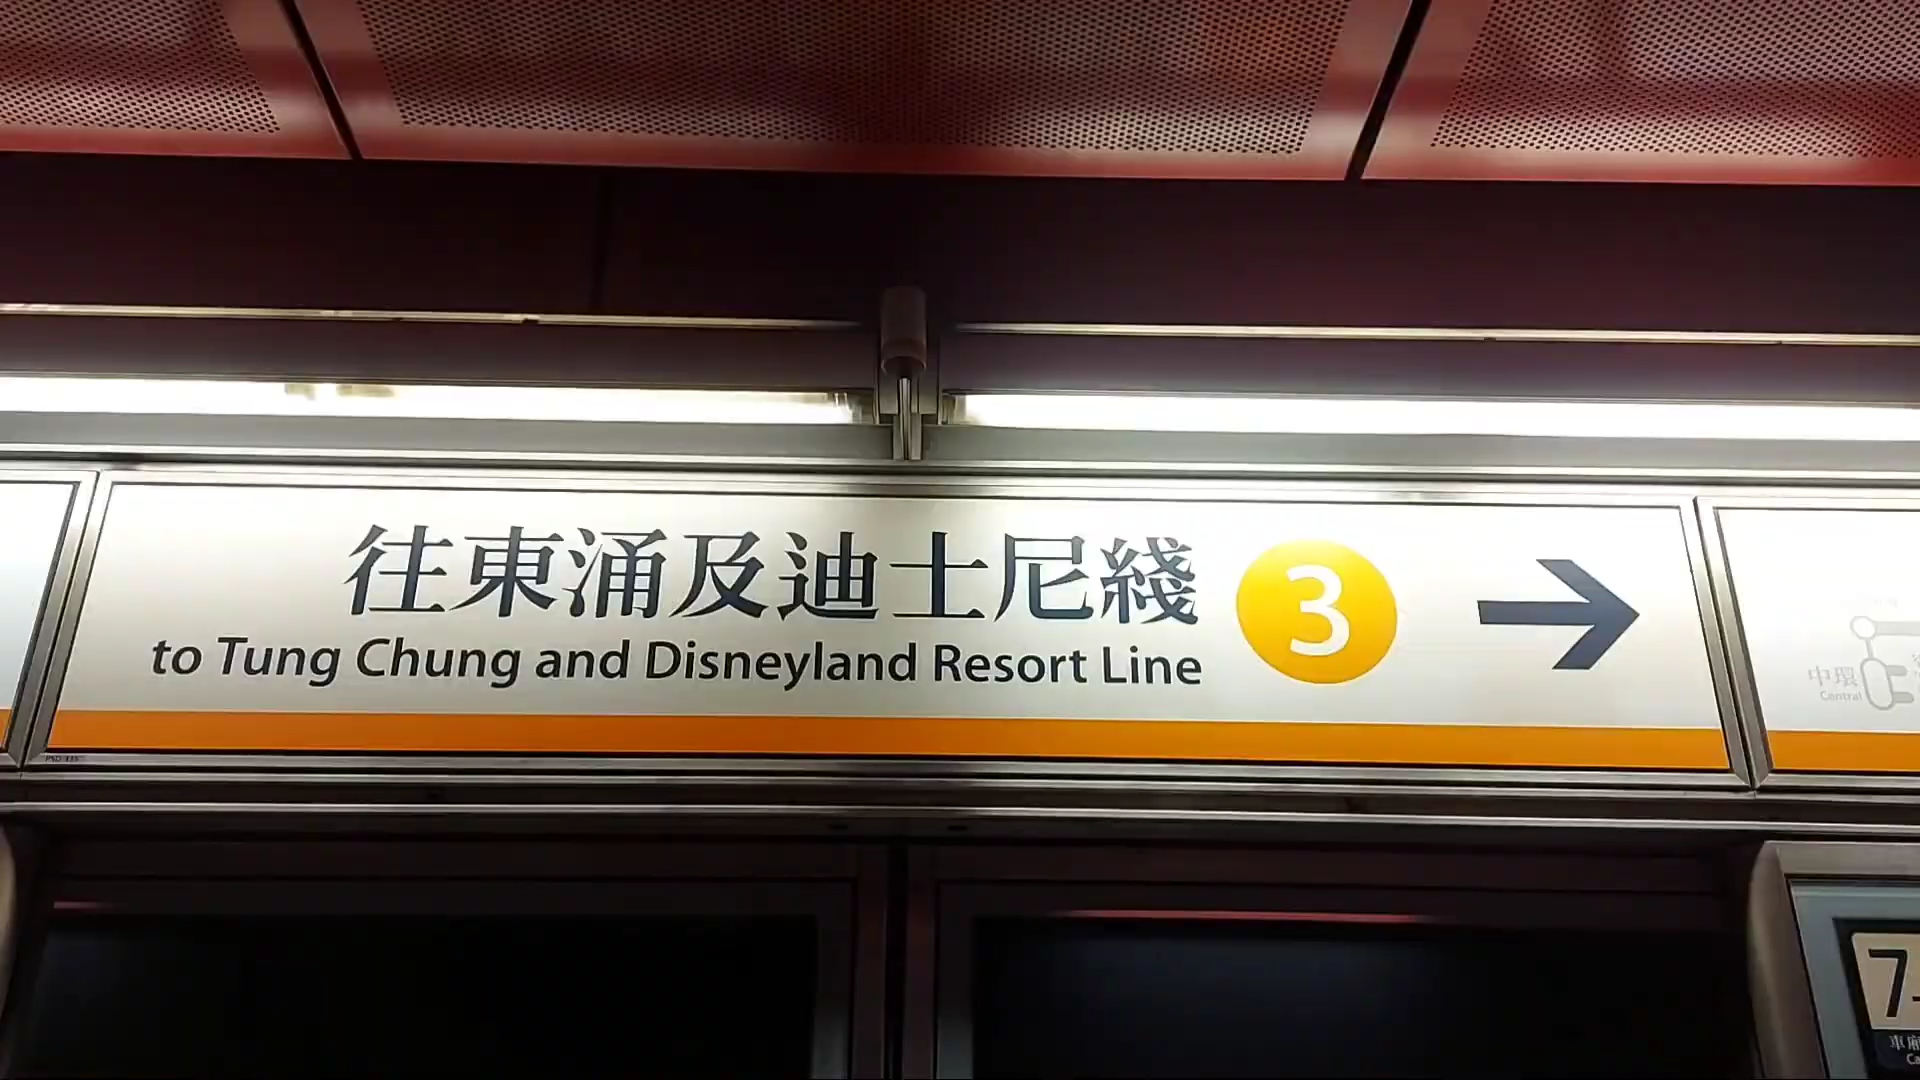 往東涌及迪士尼綫
to Tung Chung and Disneyland Resort Line
3
中環
Central
7